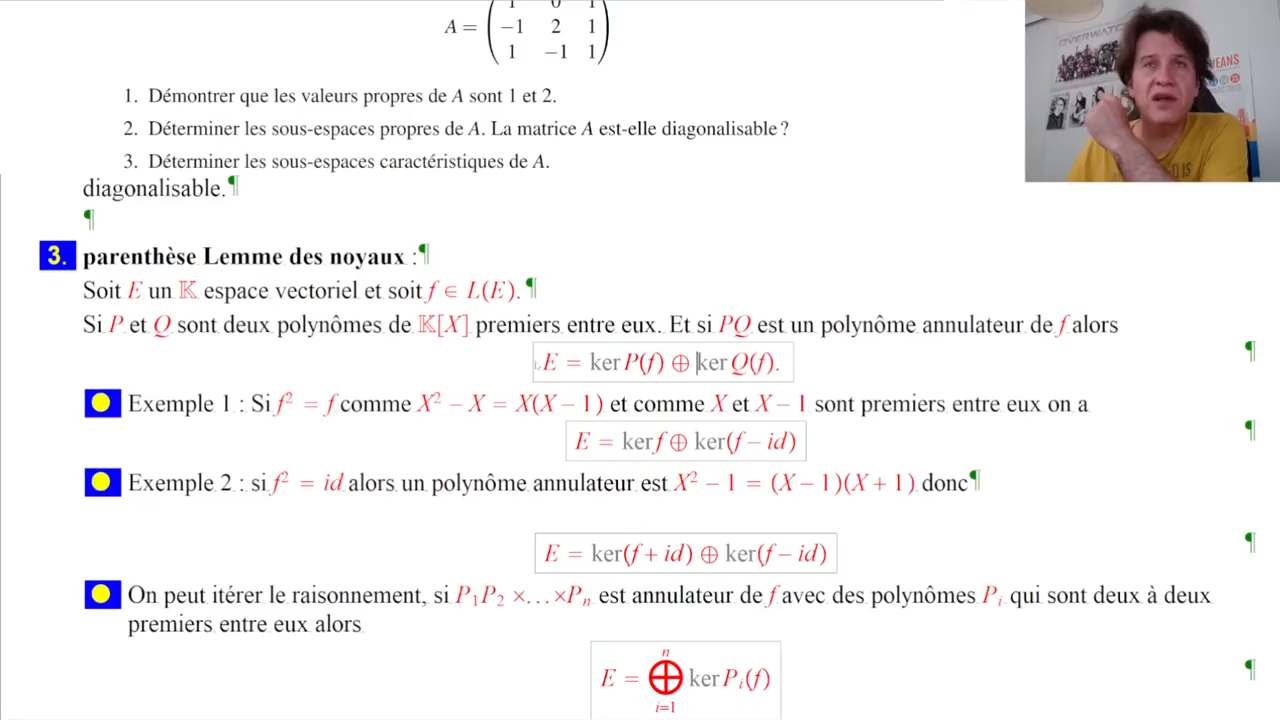 1 0 1
A = −1 2 1
1 −1 1
1. Démontrer que les valeurs propres de A sont 1 et 2.
2. Déterminer les sous-espaces propres de A. La matrice A est-elle diagonalisable ?
3. Déterminer les sous-espaces caractéristiques de A.
OVERWATCH
diagonalisable.¶
¶
3. parenthèse Lemme des noyaux :¶
Soit E un 𝕂 espace vectoriel et soit f ∈ L(E). ¶
Si P et Q sont deux polynômes de 𝕂[X] premiers entre eux. Et si PQ est un polynôme annulateur de f alors
E = ker P(f) ⊕ ker Q(f). ¶
Exemple 1 : Si f² = f comme X² − X = X(X − 1) et comme X et X − 1 sont premiers entre eux on a
E = ker f ⊕ ker(f − id) ¶
Exemple 2 : si f² = id alors un polynôme annulateur est X² − 1 = (X − 1)(X + 1) donc¶
E = ker(f + id) ⊕ ker(f − id) ¶
On peut itérer le raisonnement, si P₁P₂ ×…×Pₙ est annulateur de f avec des polynômes Pᵢ qui sont deux à deux
premiers entre eux alors
n
E = ⊕ ker Pᵢ(f) ¶
i=1